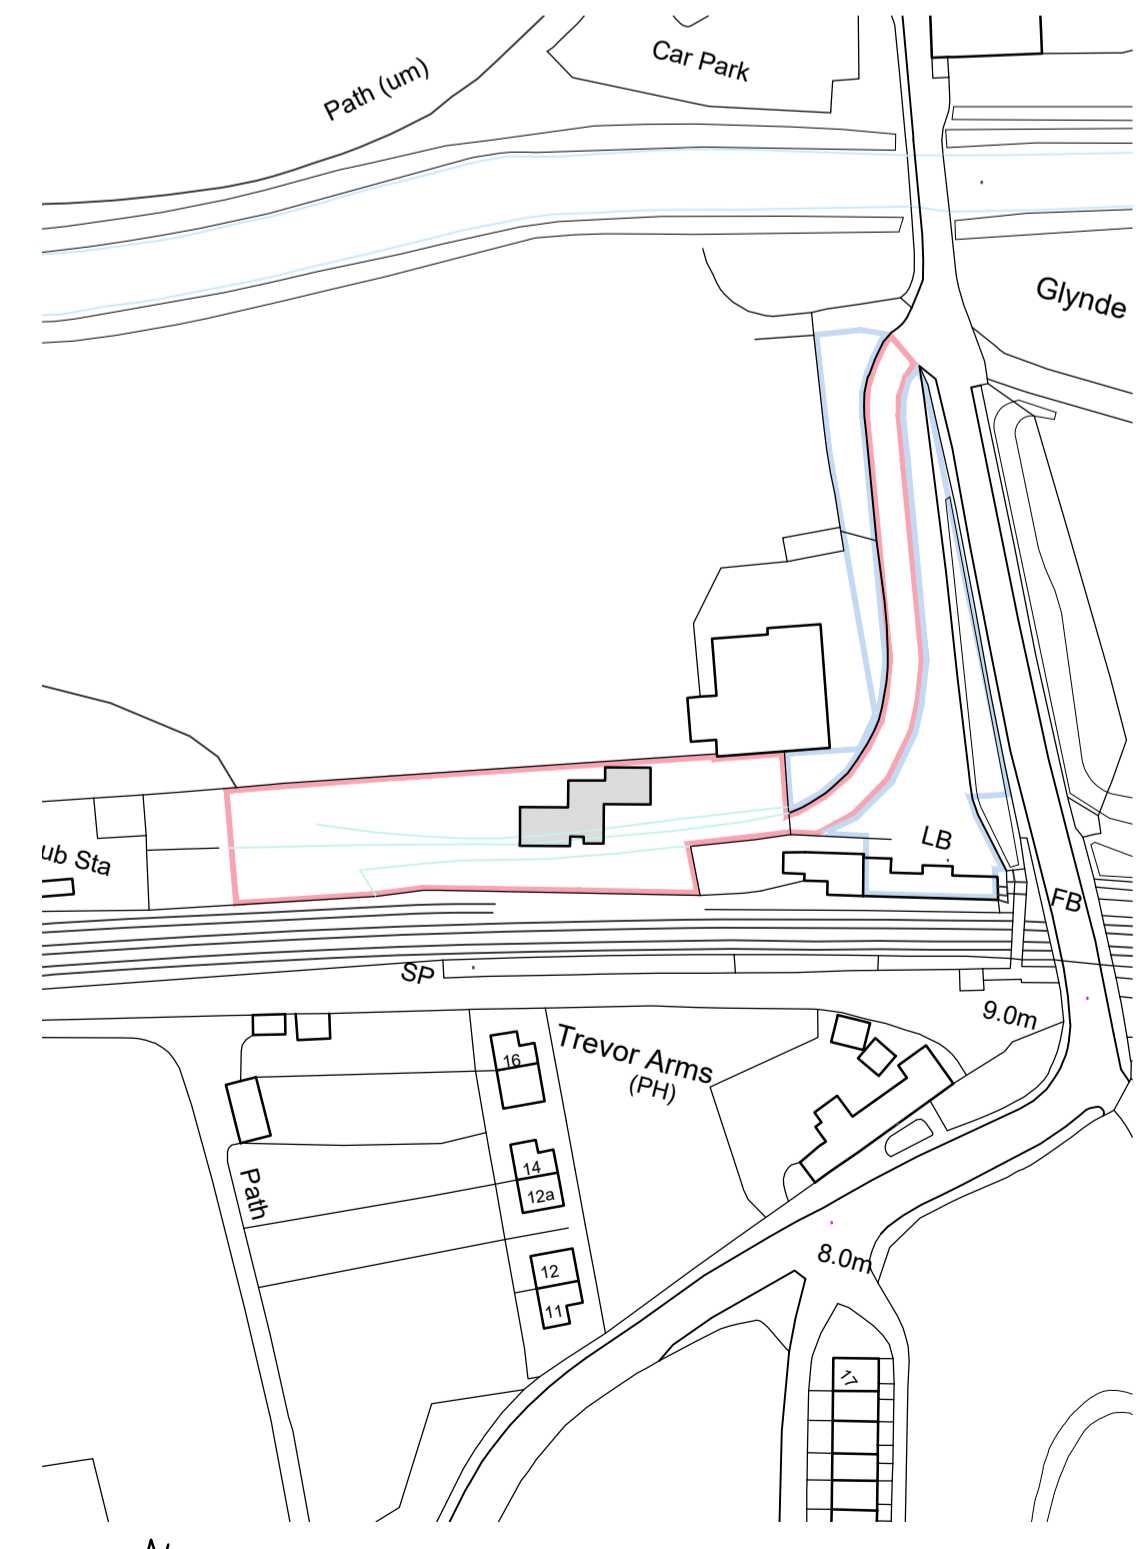 Car Park
Path (um)
Glynde
LB
ub Sta
FB
SP
9.0m
Trevor Arms
(PH)
16
14
12a
Path
8.0m
12
11
17
N